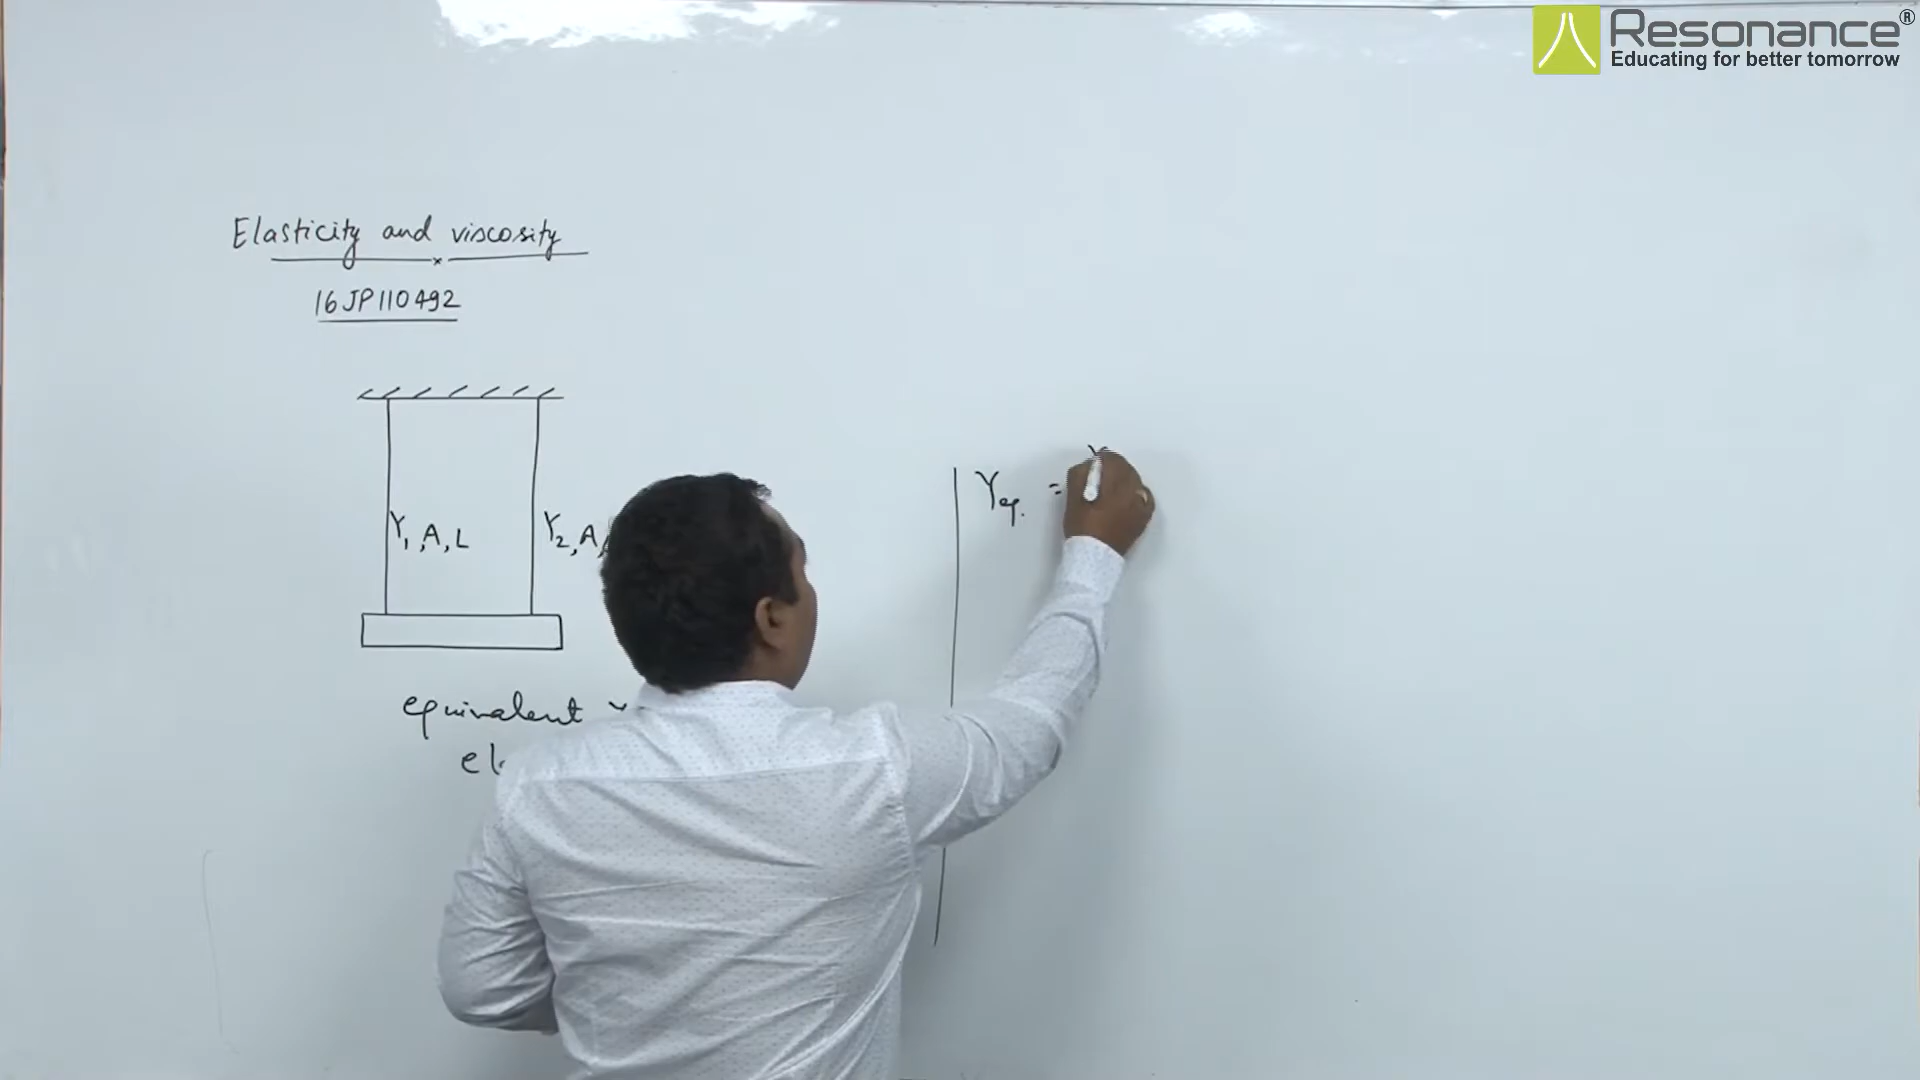 Resonance®
Educating for better tomorrow
Elasticity and viscosity
16JP110492
Y₁, A, L
Y₂, A,
Yeq. =
equivalent